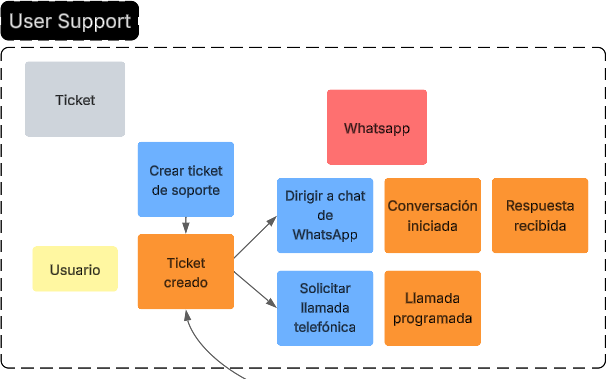 User Support
Ticket
Whatsapp
Crear ticket
de soporte
Dirigir a chat
de
WhatsApp
Conversación
iniciada
Respuesta
recibida
Usuario
Ticket
creado
Solicitar
llamada
telefónica
Llamada
programada